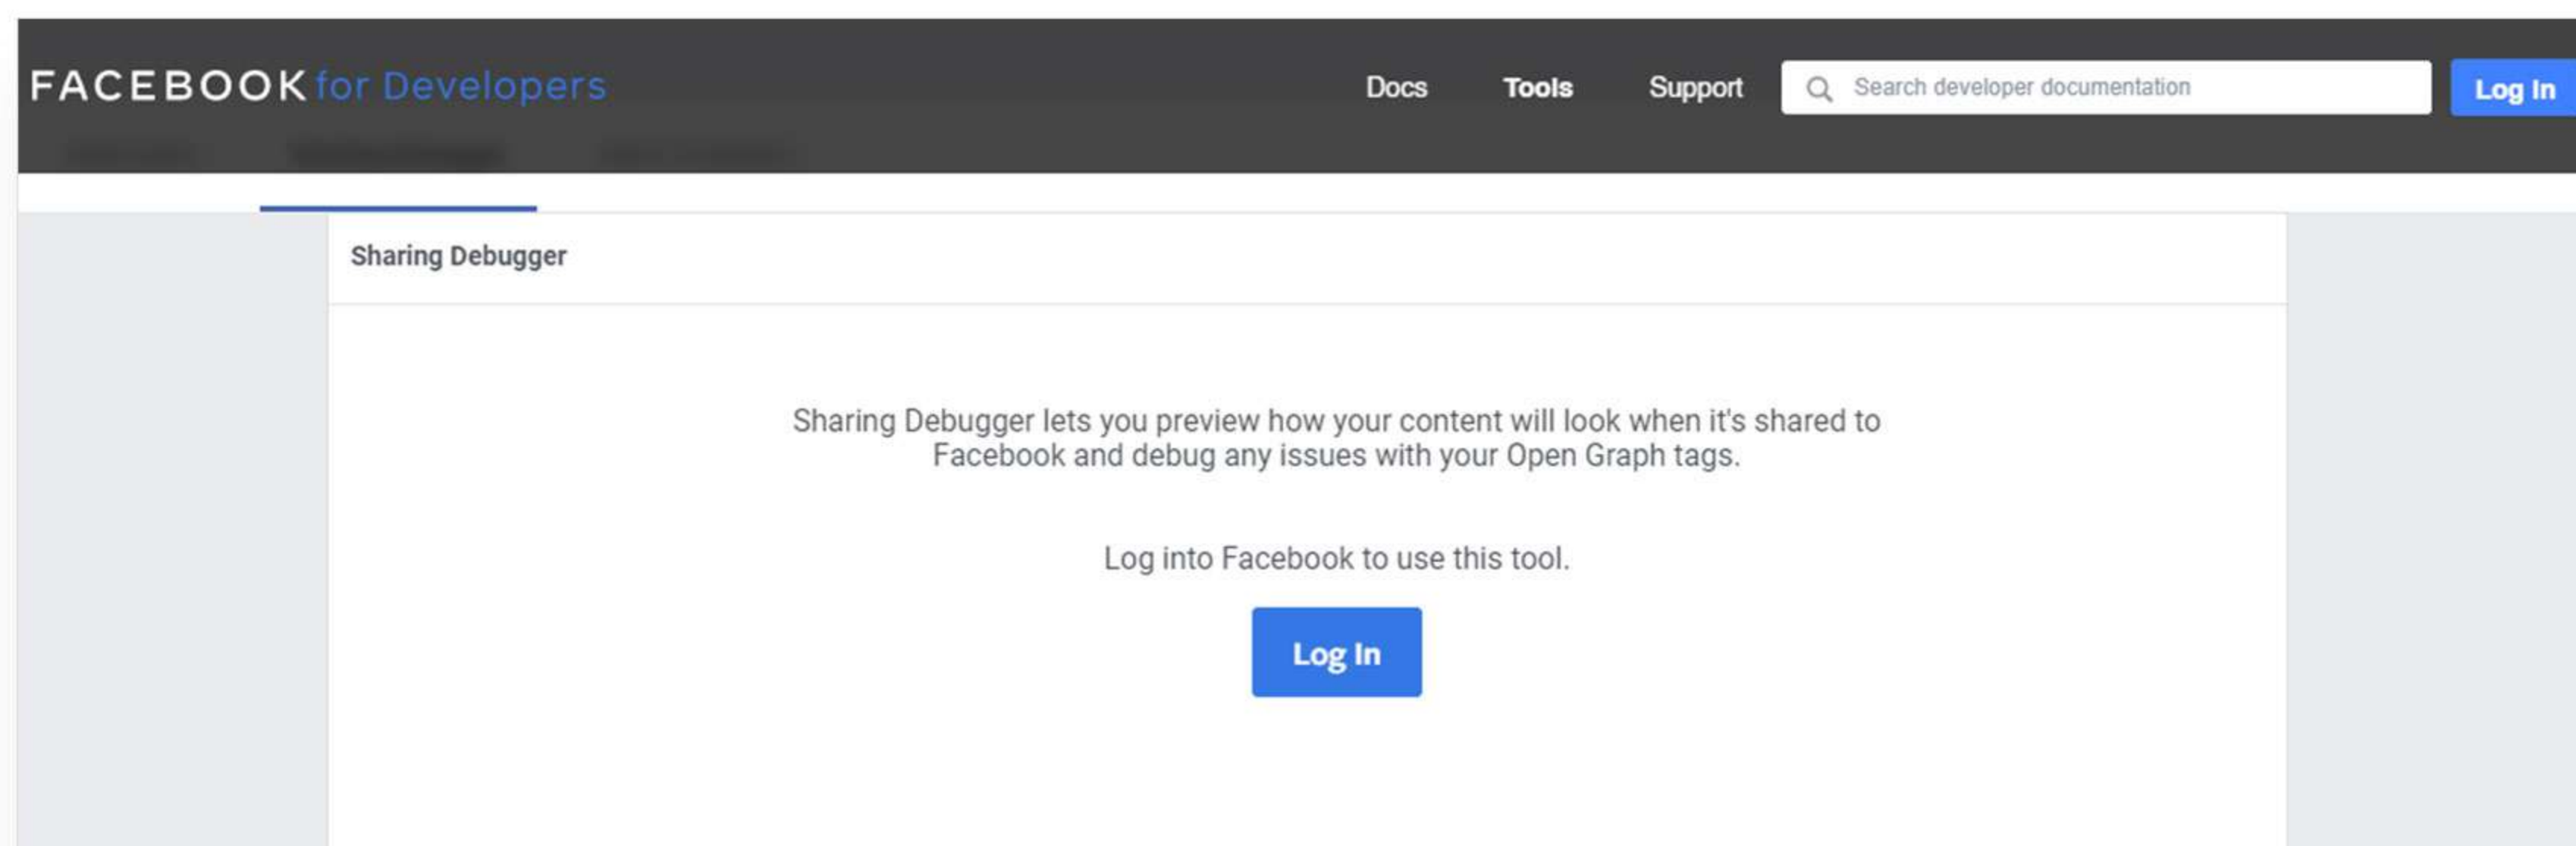 FACEBOOK for Developers
Docs Tools Support Search developer documentation Log In
Sharing Debugger
Sharing Debugger lets you preview how your content will look when it's shared to
Facebook and debug any issues with your Open Graph tags.
Log into Facebook to use this tool.
Log In